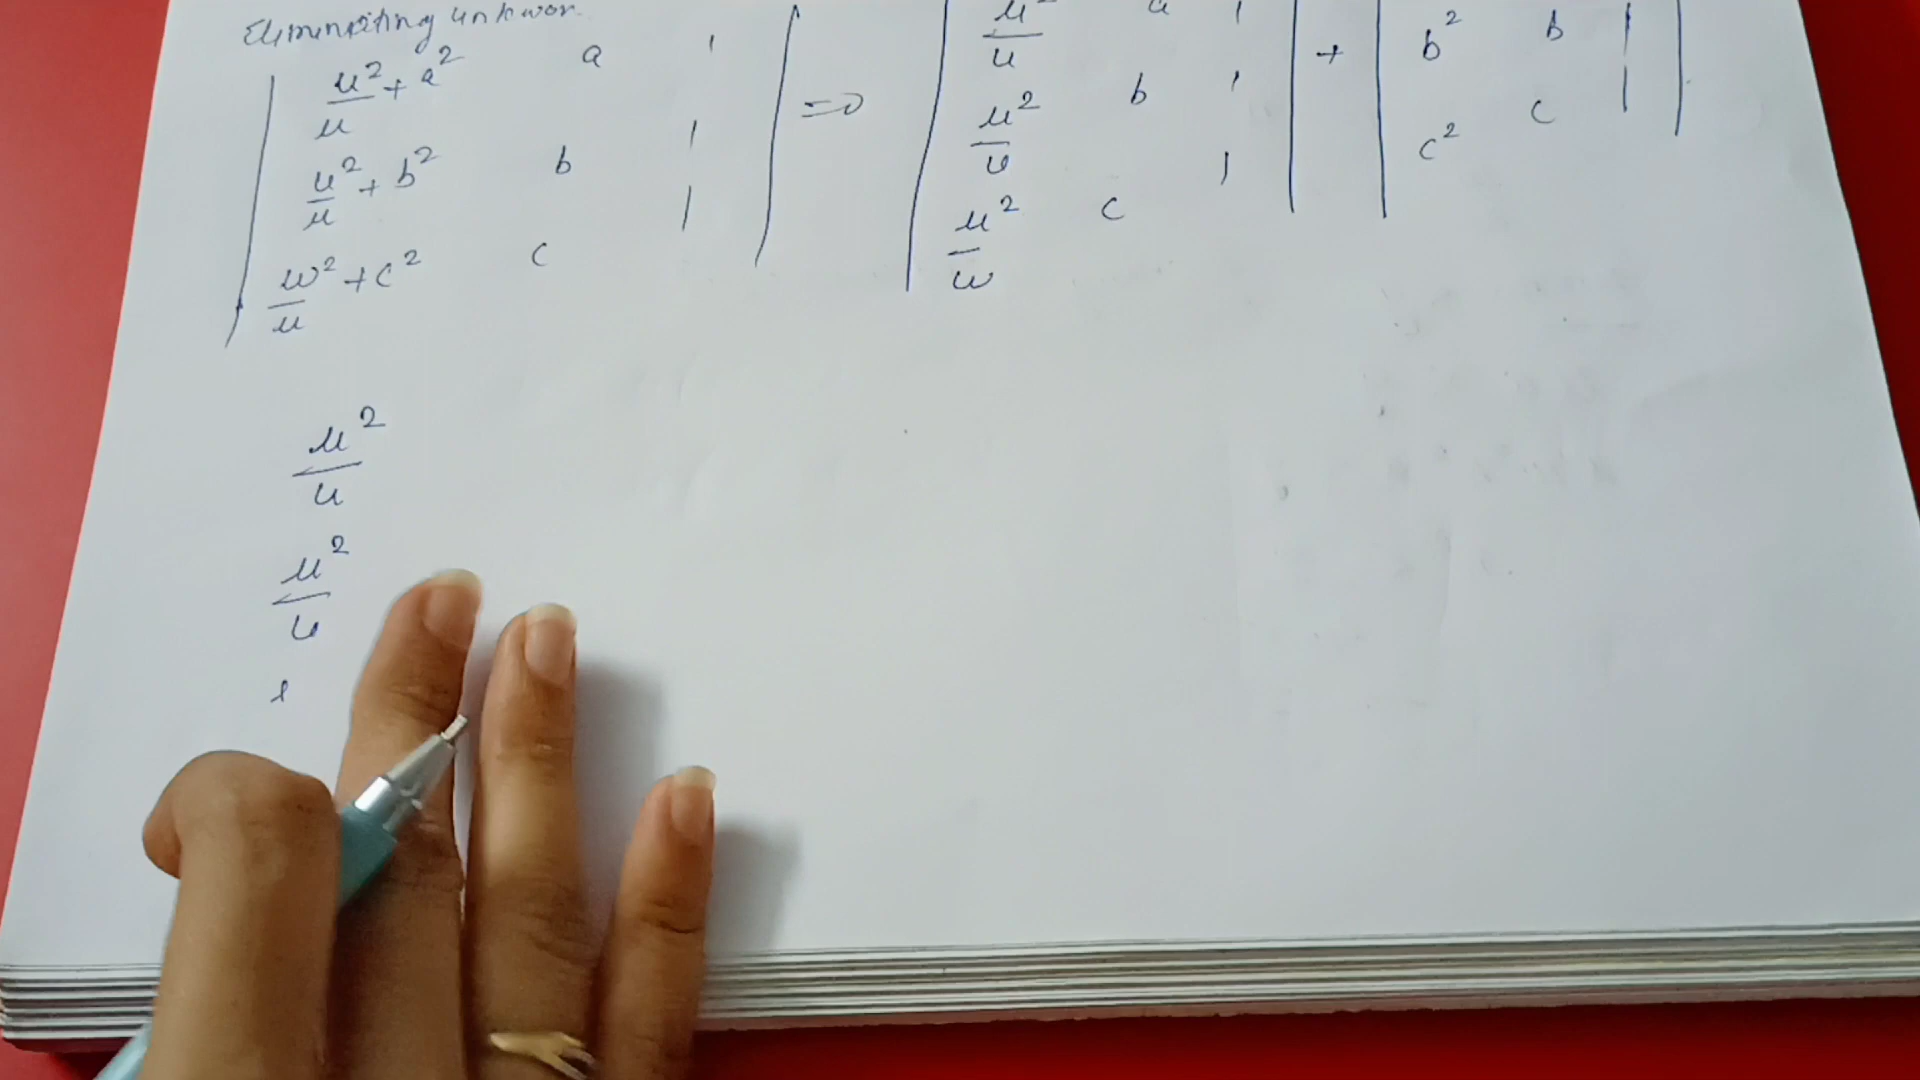 Eliminating unknown
| u²/u + a² a 1 | =0 | u²/u a 1 | + |
| u²/u + b² b 1 | | u²/u b 1 | | b² b 1 |
| w²/u + c² c 1 | | u²/w c 1 | | c² c 1 |
u²/u
u²/u